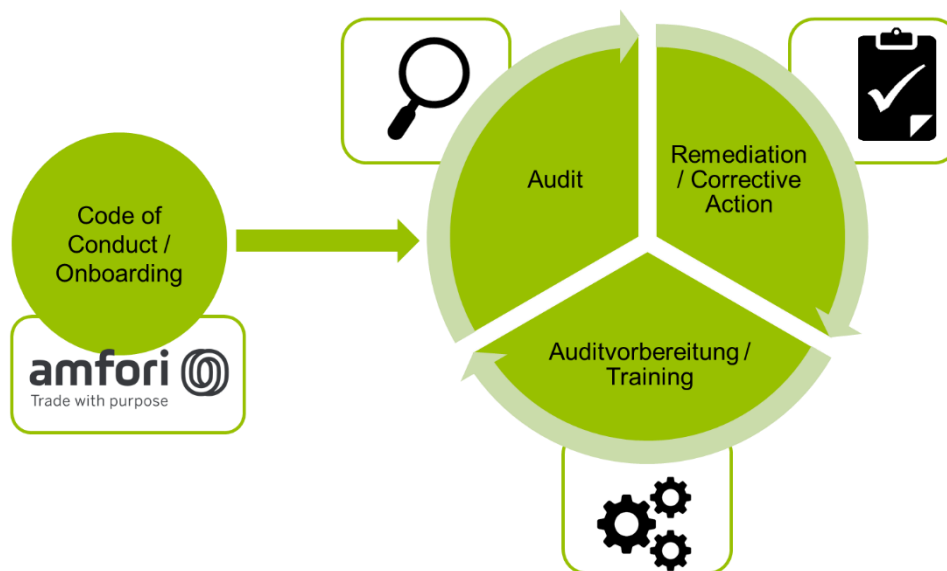 Code of
Conduct /
Onboarding
amfori
Trade with purpose
Audit
Remediation
/ Corrective
Action
Auditvorbereitung /
Training